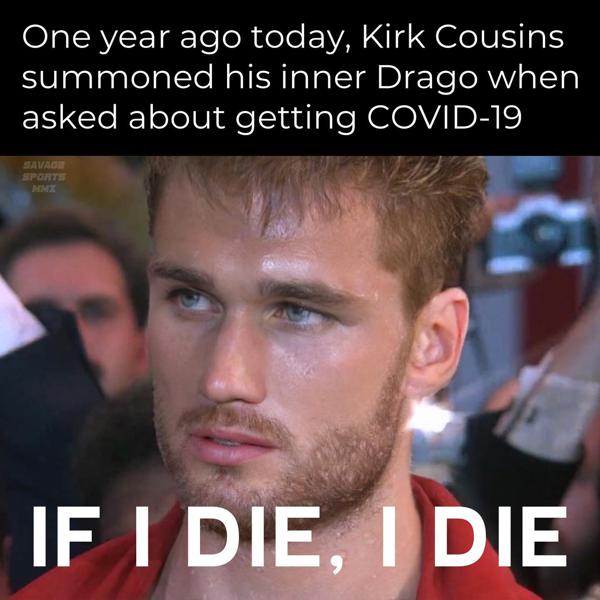 One year ago today, Kirk Cousins
summoned his inner Drago when
asked about getting COVID-19
SAVAGE
SPORTS
MMX
IF I DIE, I DIE